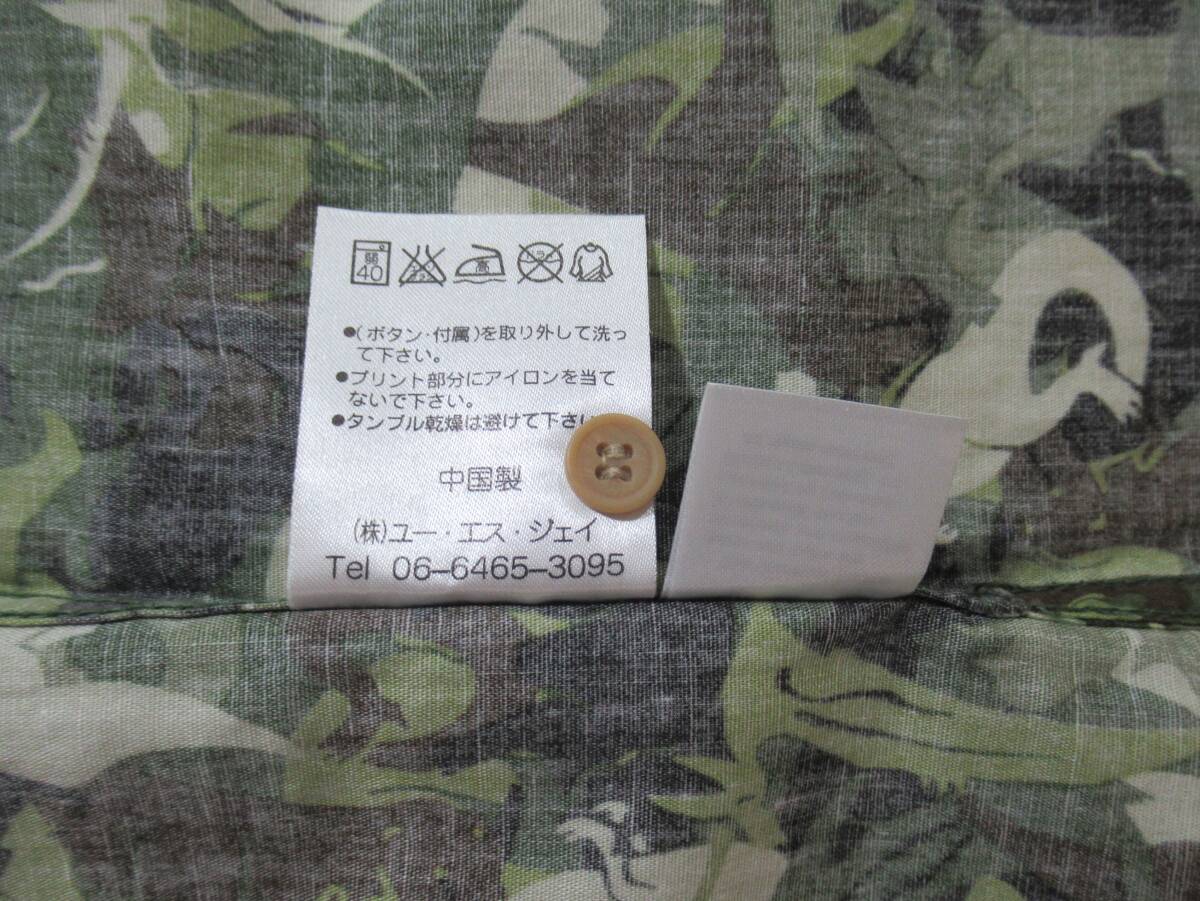 弱
40
高
●(ボタン・付属)を取り外して洗っ
て下さい。
●プリント部分にアイロンを当て
ないで下さい。
●タンブル乾燥は避けて下さい
中国製
(株)ユー・エス・ジェイ
Tel 06–6465–3095